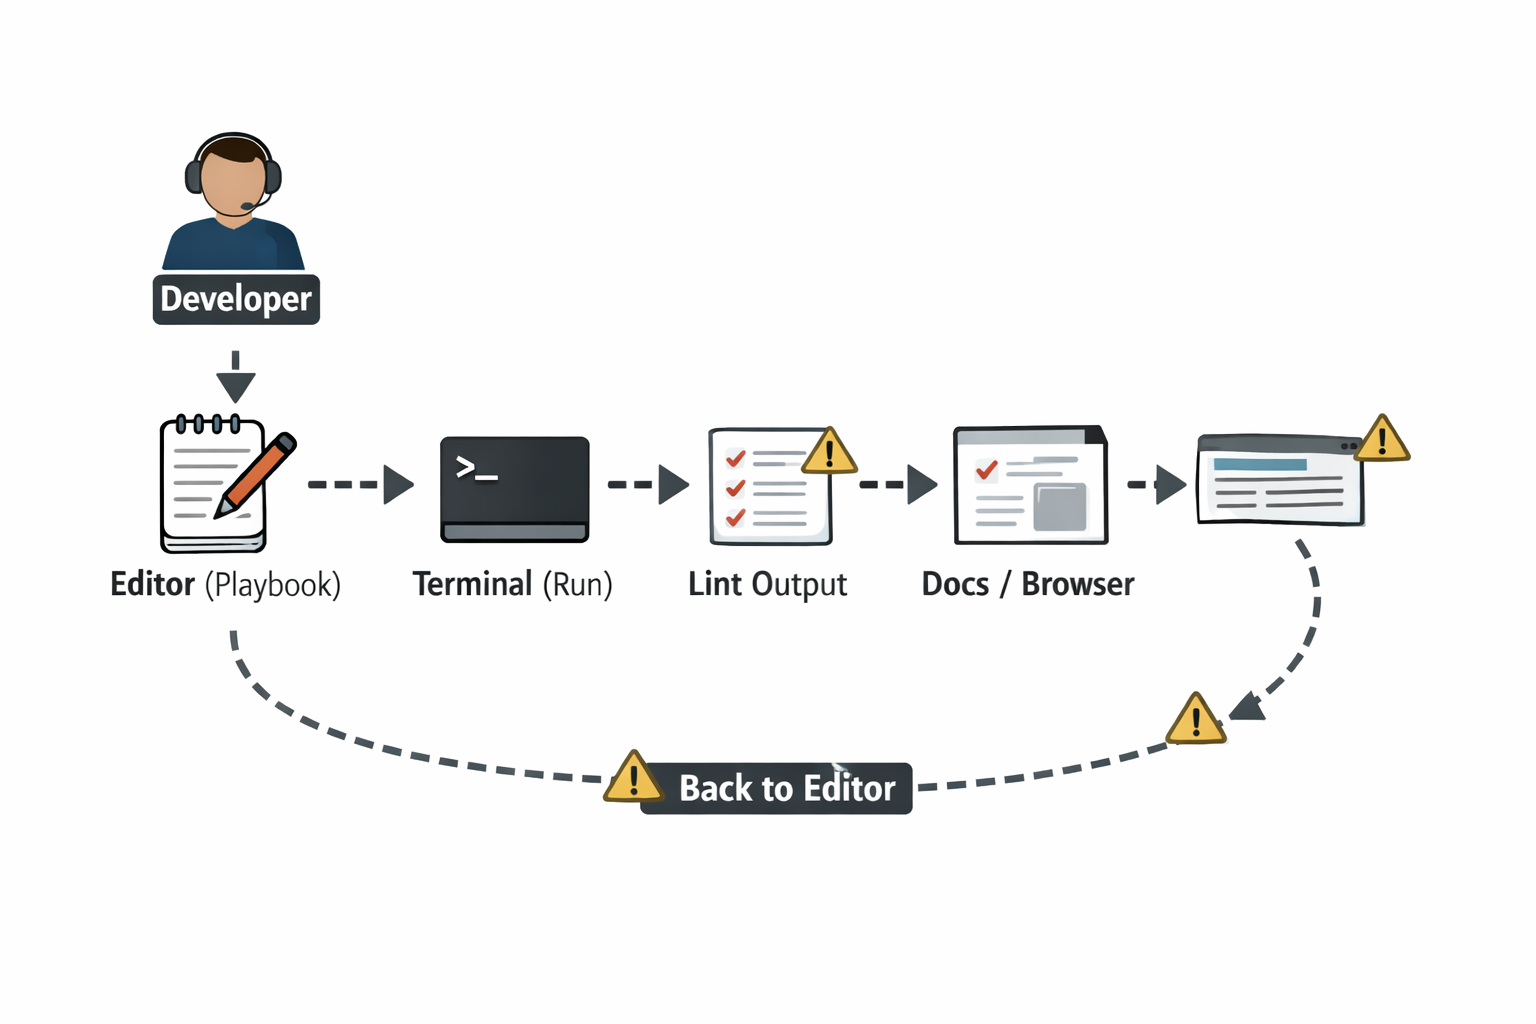 Developer
>_
Editor (Playbook)
Terminal (Run)
Lint Output
Docs / Browser
Back to Editor